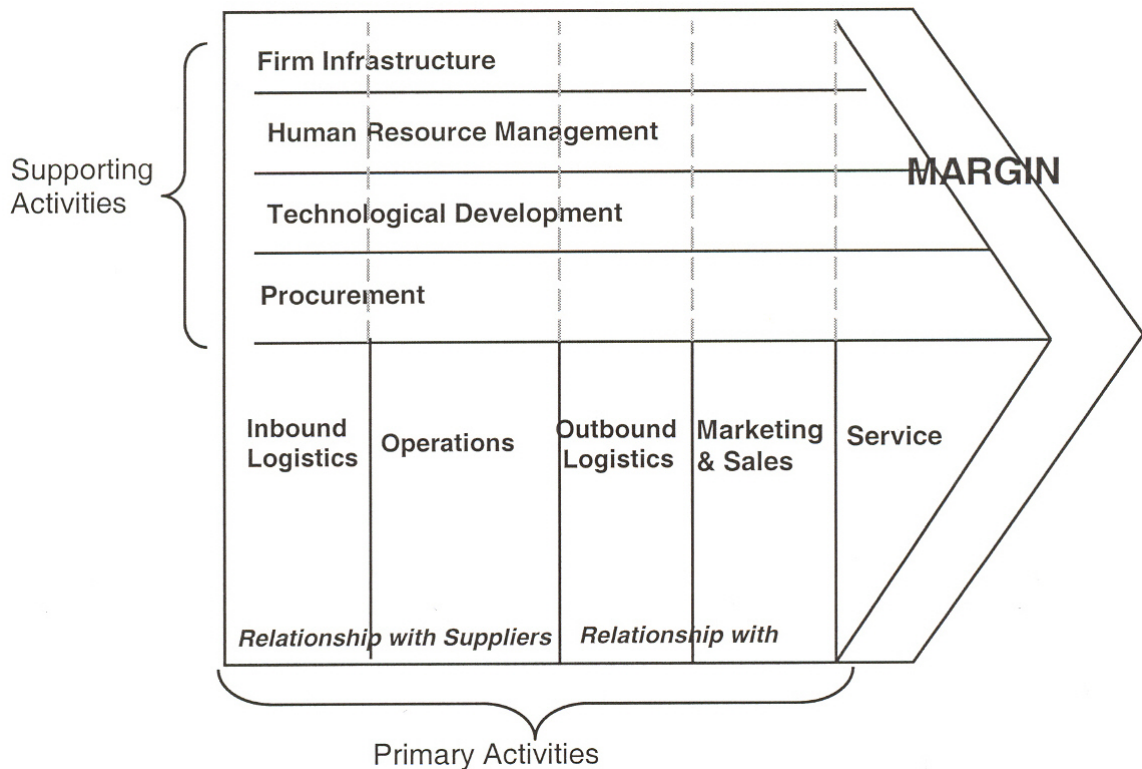 Supporting
Activities
Firm Infrastructure
Human Resource Management
Technological Development
Procurement
MARGIN
Inbound
Logistics
Operations
Outbound
Logistics
Marketing
& Sales
Service
Relationship with Suppliers
Relationship with
Primary Activities